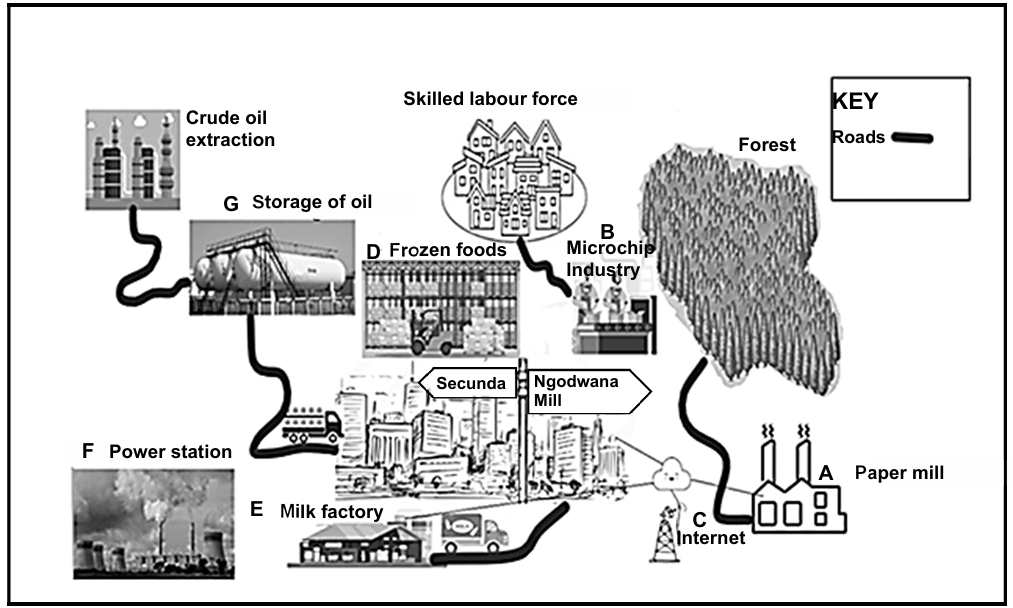 Skilled labour force
KEY
Roads
Crude oil
extraction
Forest
G Storage of oil
B
Microchip
Industry
D Frozen foods
Secunda
Ngodwana
Mill
F Power station
A Paper mill
E Milk factory
C
Internet